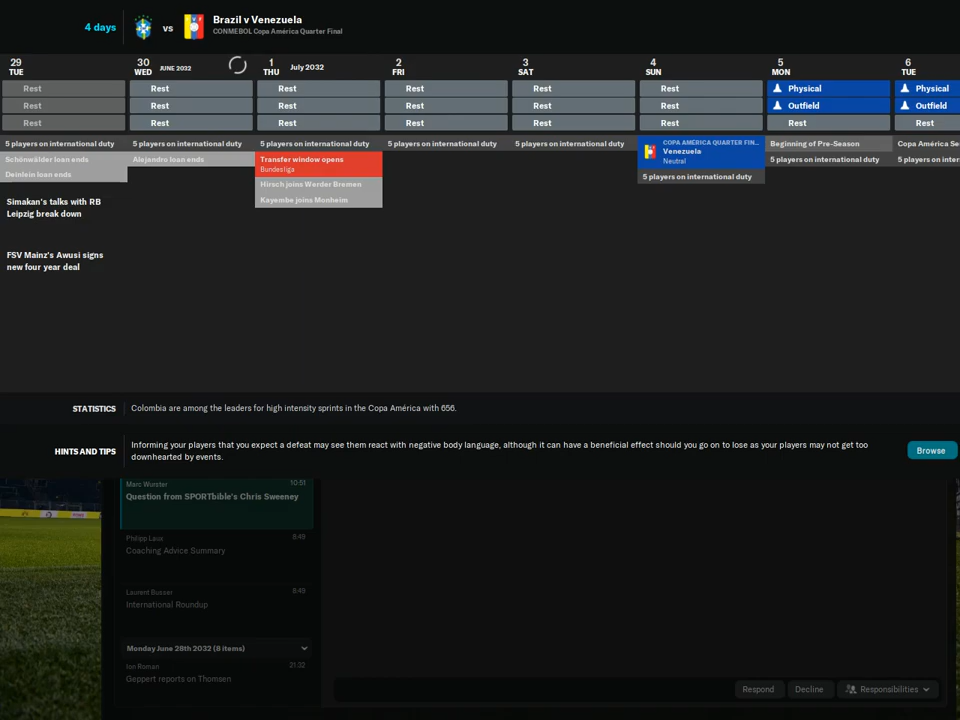 4 days
vs
Brazil v Venezuela
CONMEBOL Copa América Quarter Final
29
TUE
30
WED JUNE 2032
1
THU July 2032
2
FRI
3
SAT
4
SUN
5
MON
6
TUE
Rest Rest Rest Rest Rest Rest Physical Physical
Rest Rest Rest Rest Rest Rest Outfield Outfield
Rest Rest Rest Rest Rest Rest Rest Rest
5 players on international duty
Schönwälder loan ends
Deinlein loan ends
Simakan's talks with RB
Leipzig break down
FSV Mainz's Awusi signs
new four year deal
5 players on international duty
Alejandro loan ends
5 players on international duty
Transfer window opens
Bundesliga
Hirsch joins Werder Bremen
Kayembe joins Monheim
5 players on international duty
5 players on international duty
COPA AMÉRICA QUARTER FIN...
Venezuela
Neutral
5 players on international duty
Beginning of Pre-Season
5 players on international duty
Copa América Se
5 players on inter
STATISTICS
Colombia are among the leaders for high intensity sprints in the Copa América with 656.
HINTS AND TIPS
Informing your players that you expect a defeat may see them react with negative body language, although it can have a beneficial effect should you go on to lose as your players may not get too
downhearted by events.
Browse
Marc Wurster 10:51
Question from SPORTbible's Chris Sweeney
Philipp Laux 8:49
Coaching Advice Summary
Laurent Busser 8:49
International Roundup
Monday June 28th 2032 (8 items)
Ion Roman 21:32
Geppert reports on Thomsen
Respond
Decline
Responsibilities